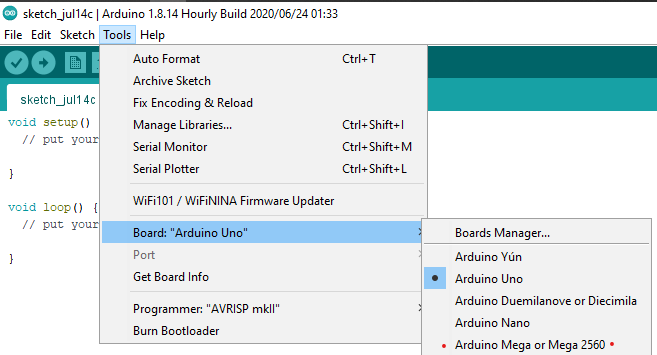 sketch_jul14c | Arduino 1.8.14 Hourly Build 2020/06/24 01:33
File Edit Sketch Tools Help
Auto Format Ctrl+T
Archive Sketch
sketch_jul14c
Fix Encoding & Reload
void setup()
Manage Libraries... Ctrl+Shift+I
// put your
Serial Monitor Ctrl+Shift+M
}
Serial Plotter Ctrl+Shift+L
WiFi101 / WiFiNINA Firmware Updater
void loop() {
// put your
Board: "Arduino Uno"
Boards Manager...
}
Port
Arduino Yún
Get Board Info
Arduino Uno
Arduino Duemilanove or Diecimila
Programmer: "AVRISP mkII"
Arduino Nano
Burn Bootloader
Arduino Mega or Mega 2560